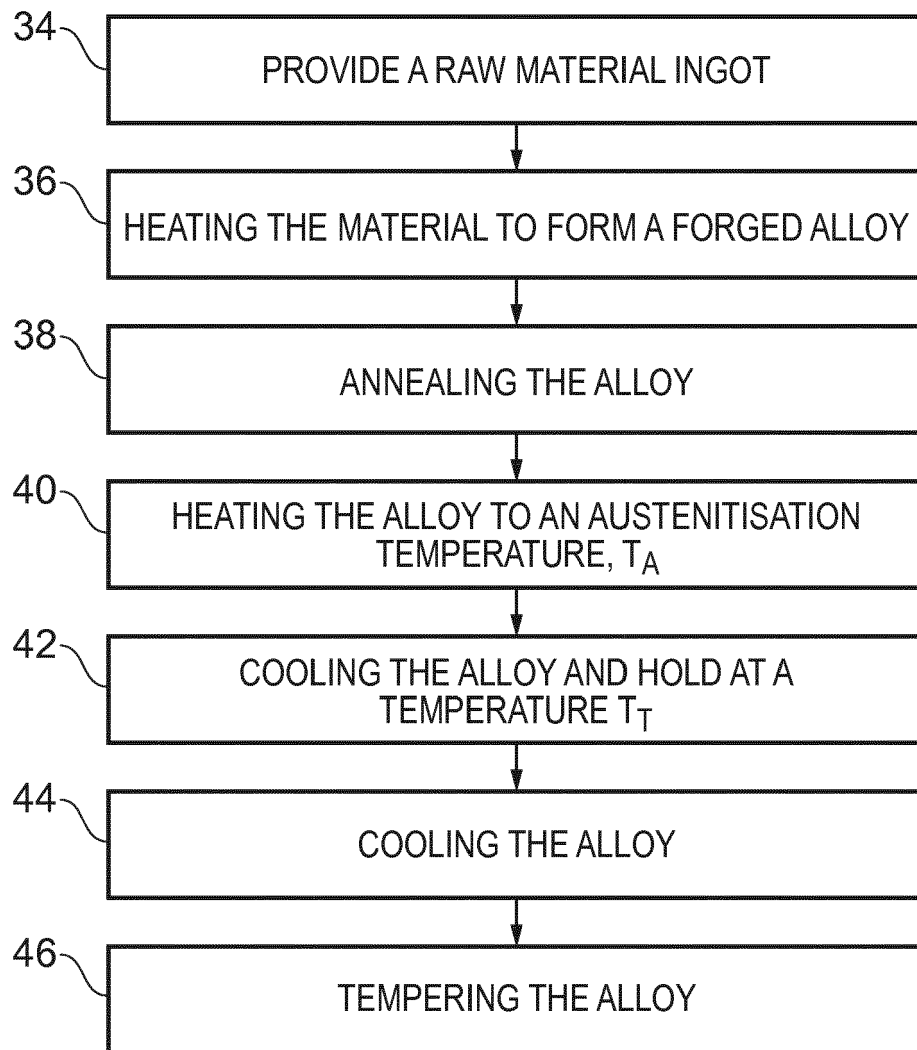 34
PROVIDE A RAW MATERIAL INGOT
36
HEATING THE MATERIAL TO FORM A FORGED ALLOY
38
ANNEALING THE ALLOY
40
HEATING THE ALLOY TO AN AUSTENITISATION
TEMPERATURE, TA
42
COOLING THE ALLOY AND HOLD AT A
TEMPERATURE TT
44
COOLING THE ALLOY
46
TEMPERING THE ALLOY